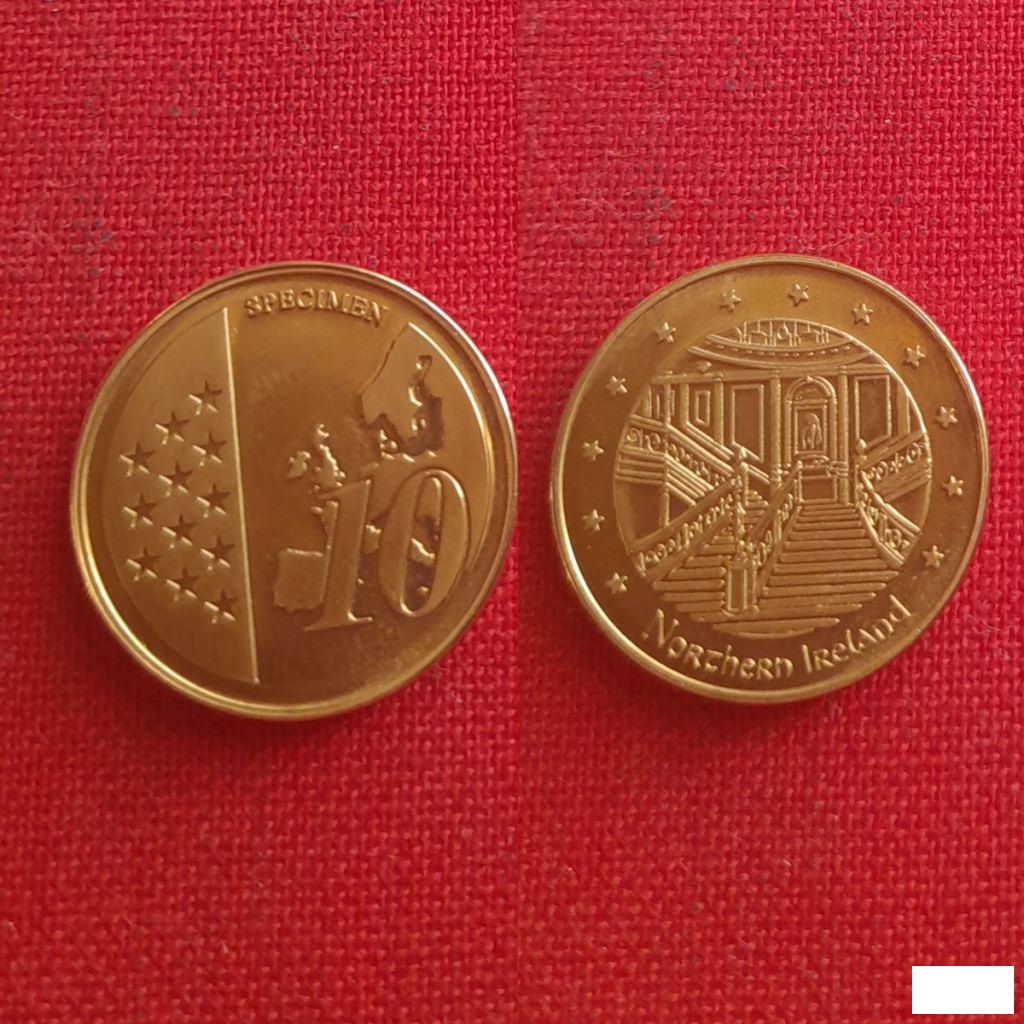 SPECIMEN
10
Northern Ireland